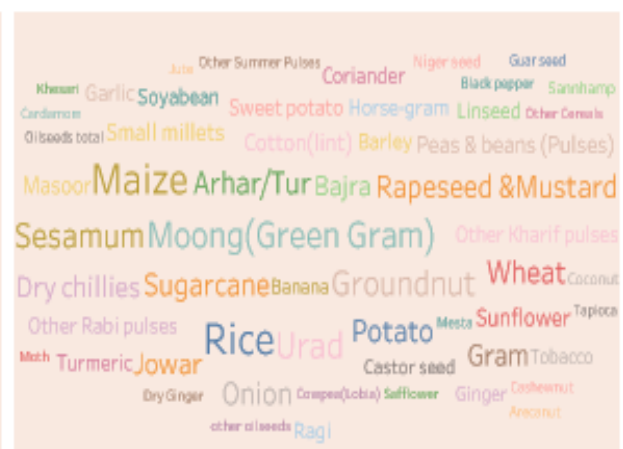 Other Summer Pulses Niger seed Guar seed
Jute Coriander
Khesari Garlic Soyabean Black pepper Sannhamp
Cardamom Sweet potato Horse-gram Linseed Other Cereals
Oilseeds total Small millets Cotton(lint) Barley Peas & beans (Pulses)
Masoor Maize Arhar/Tur Bajra Rapeseed &Mustard
Sesamum Moong(Green Gram) Other Kharif pulses
Dry chillies Sugarcane Banana Groundnut Wheat Coconut
Other Rabi pulses Rice Urad Potato Mesta Sunflower Tapioca
Moth Turmeric Jowar Castor seed Gram Tobacco
Dry Ginger Onion Cowpea(Lobia) Safflower Ginger Cashewnut
Arecanut
other oilseeds Ragi